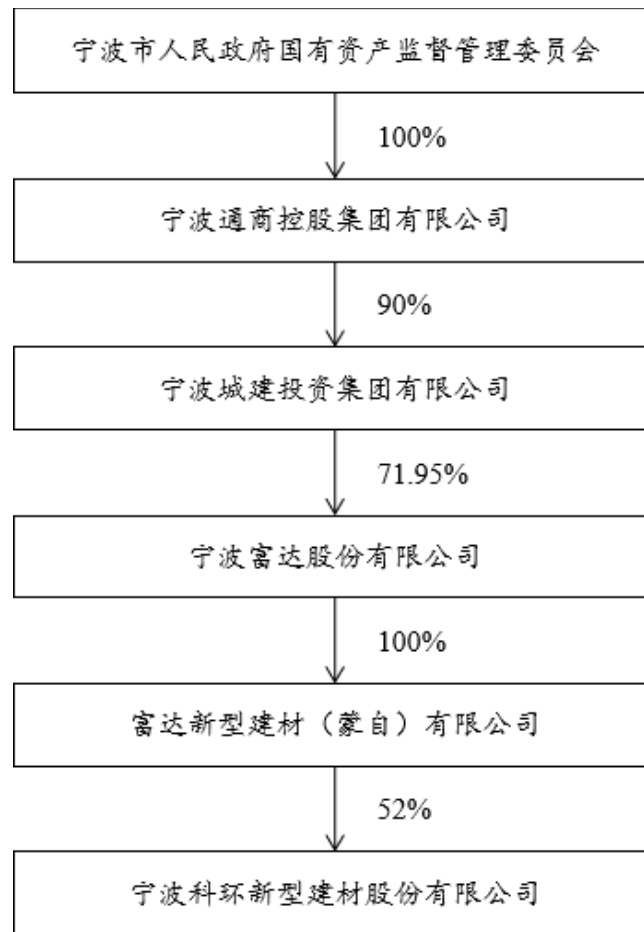 宁波市人民政府国有资产监督管理委员会
100%
宁波通商控股集团有限公司
90%
宁波城建投资集团有限公司
71.95%
宁波富达股份有限公司
100%
富达新型建材（蒙自）有限公司
52%
宁波科环新型建材股份有限公司